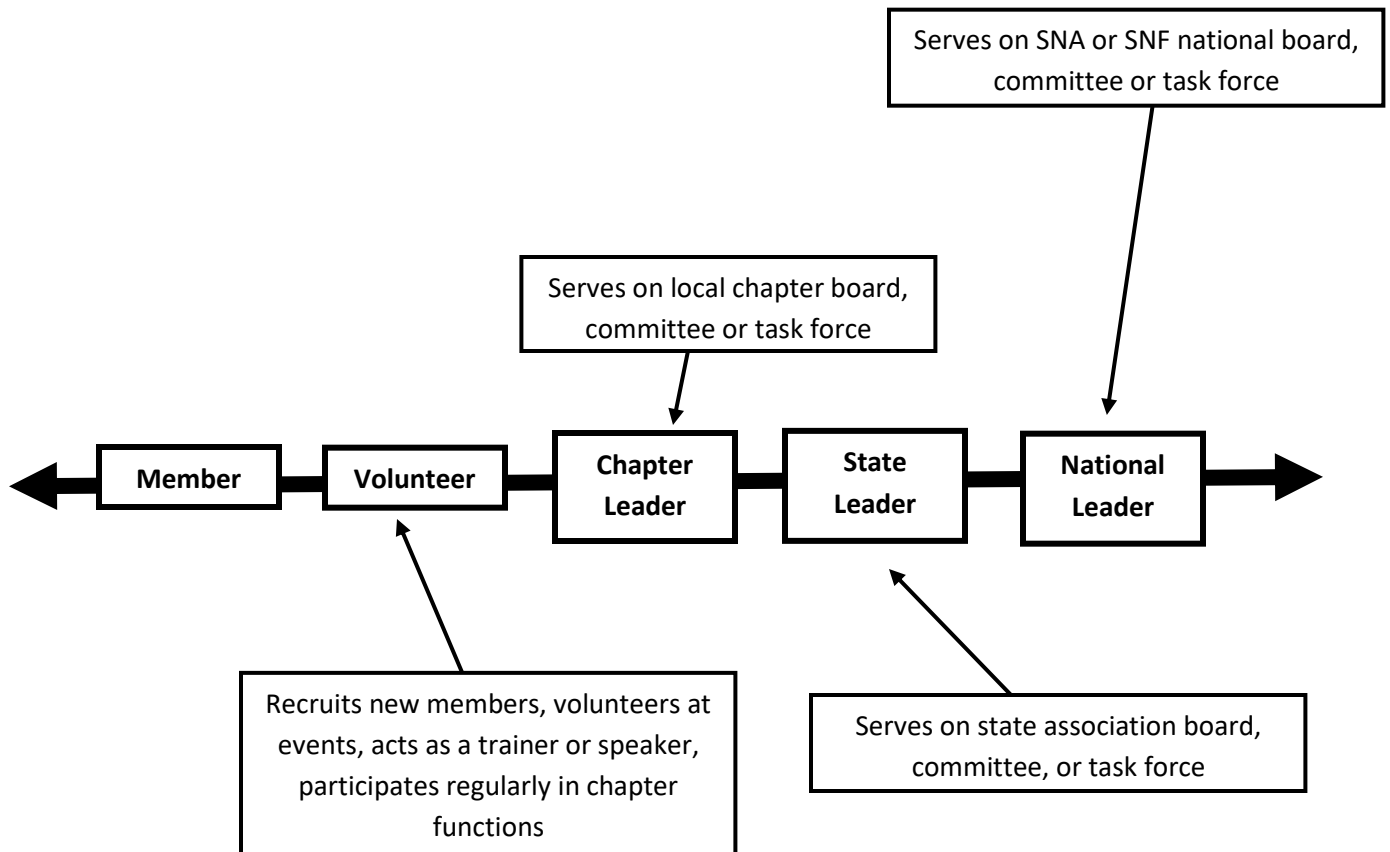 Serves on SNA or SNF national board,
committee or task force
Serves on local chapter board,
committee or task force
Member
Volunteer
Chapter
Leader
State
Leader
National
Leader
Recruits new members, volunteers at
events, acts as a trainer or speaker,
participates regularly in chapter
functions
Serves on state association board,
committee, or task force